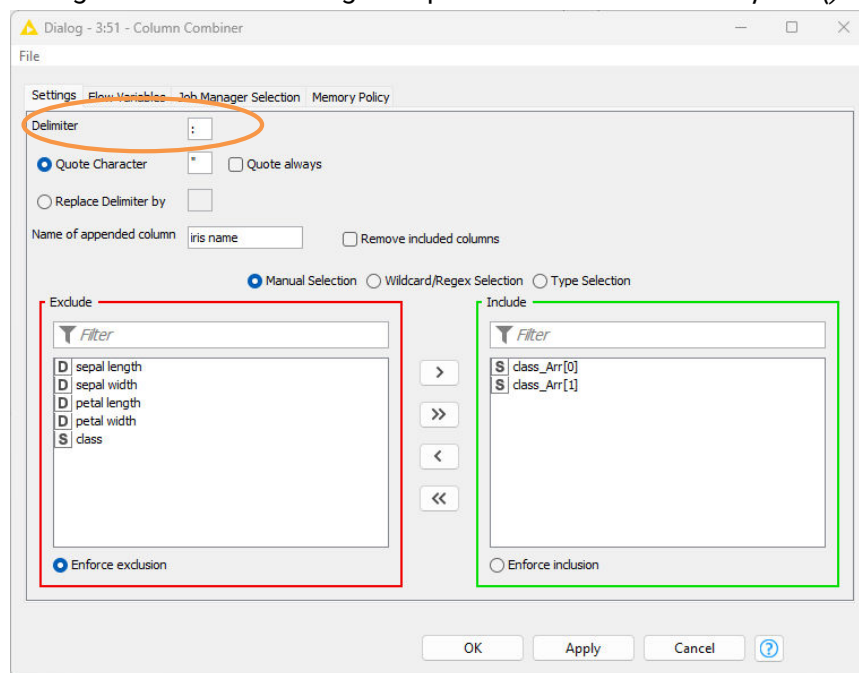 Dialog - 3:51 - Column Combiner
File
Settings Flow Variables Job Manager Selection Memory Policy
Delimiter :
Quote Character " Quote always
Replace Delimiter by
Name of appended column iris name Remove included columns
Manual Selection Wildcard/Regex Selection Type Selection
Exclude
Filter
D sepal length
D sepal width
D petal length
D petal width
S class
Enforce exclusion
>
>>
<
<<
Include
Filter
S class_Arr[0]
S class_Arr[1]
Enforce inclusion
OK Apply Cancel ?